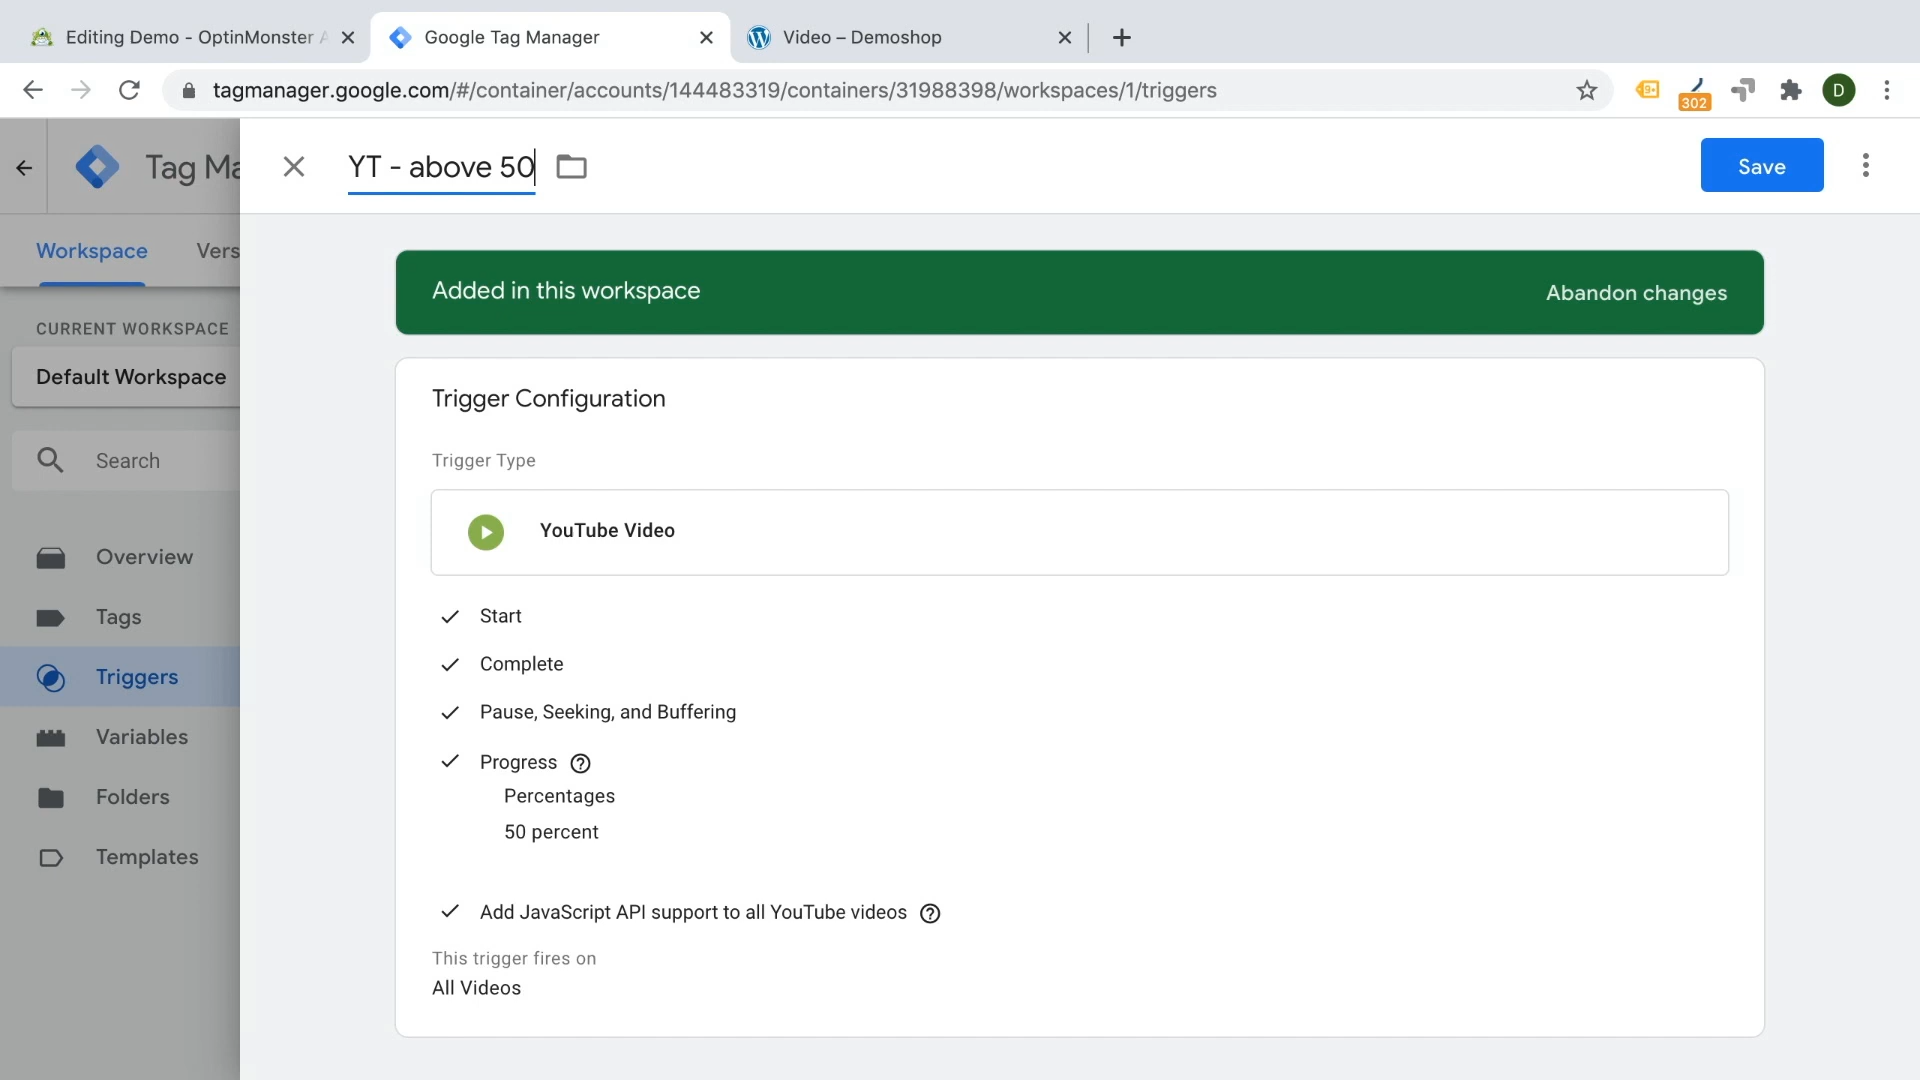 Editing Demo - OptinMonster A
Google Tag Manager
Video – Demoshop
tagmanager.google.com/#/container/accounts/144483319/containers/31988398/workspaces/1/triggers
9+
302
D
Tag Ma
YT - above 50
Save
Workspace
Vers
Added in this workspace
Abandon changes
CURRENT WORKSPACE
Default Workspace
Trigger Configuration
Trigger Type
Search
YouTube Video
Overview
Tags
Triggers
Variables
Folders
Templates
Start
Complete
Pause, Seeking, and Buffering
Progress
Percentages
50 percent
Add JavaScript API support to all YouTube videos
This trigger fires on
All Videos